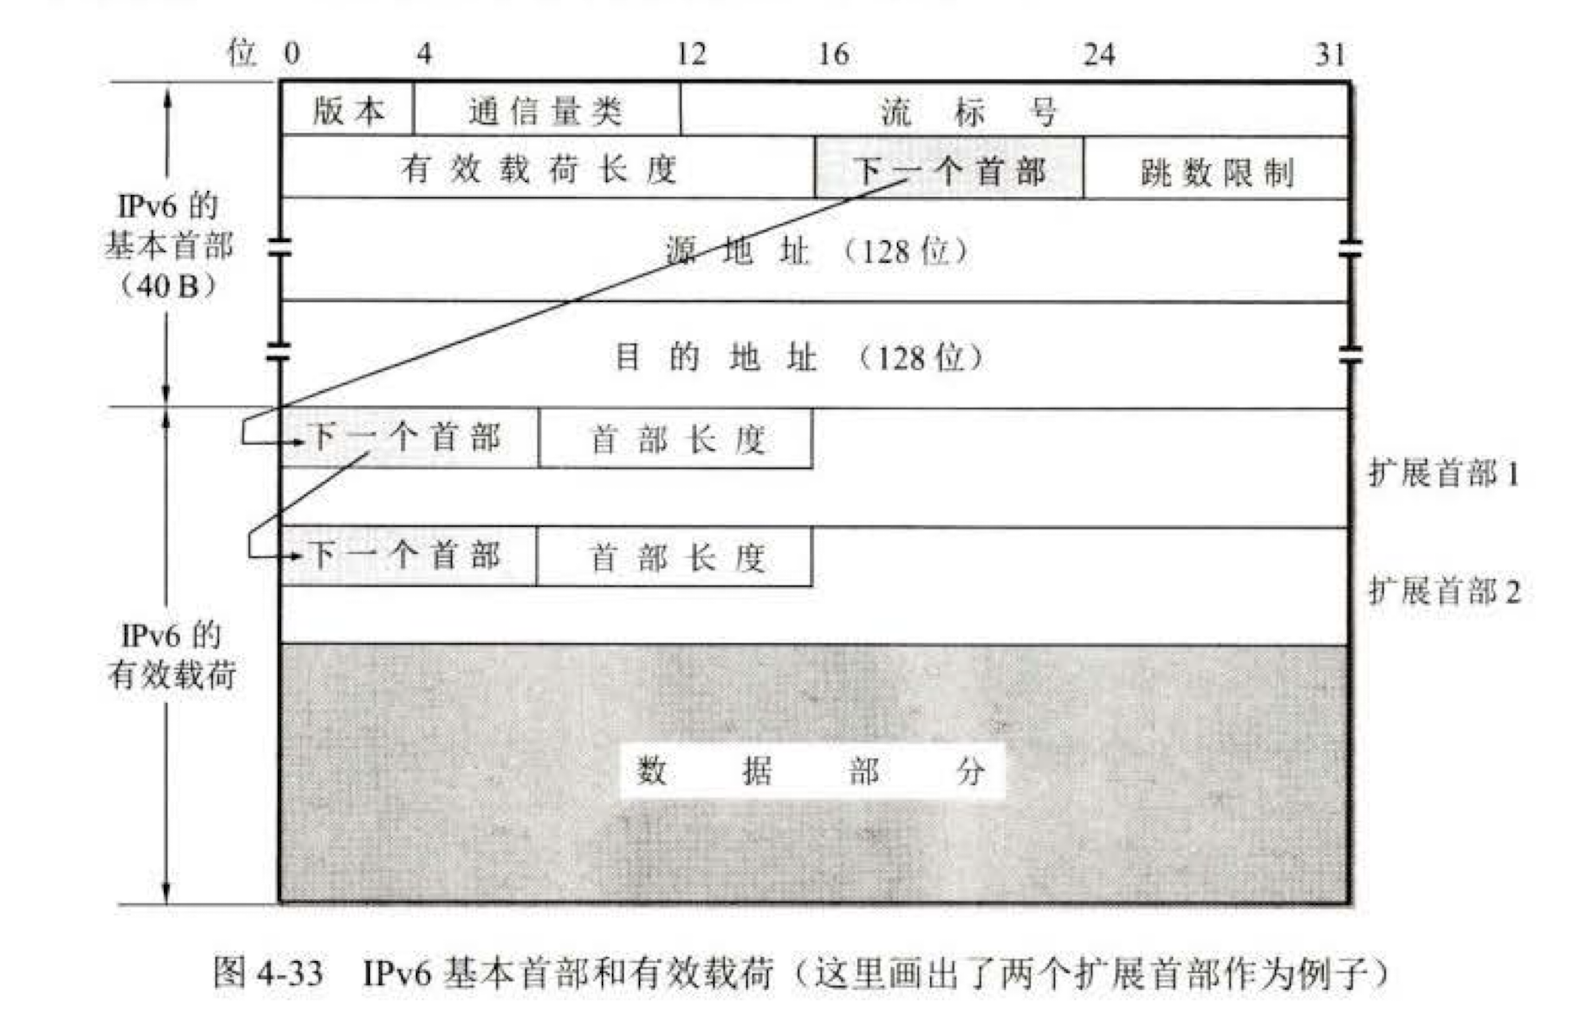 位 0 4 12 16 24 31
版本 通信量类 流标号
有效载荷长度 下一个首部 跳数限制
IPv6 的
基本首部
（40 B）
源地址（128 位）
目的地址（128 位）
下一个首部 首部长度
扩展首部 1
下一个首部 首部长度
扩展首部 2
IPv6 的
有效载荷
数据部分
图 4-33 IPv6 基本首部和有效载荷（这里画出了两个扩展首部作为例子）